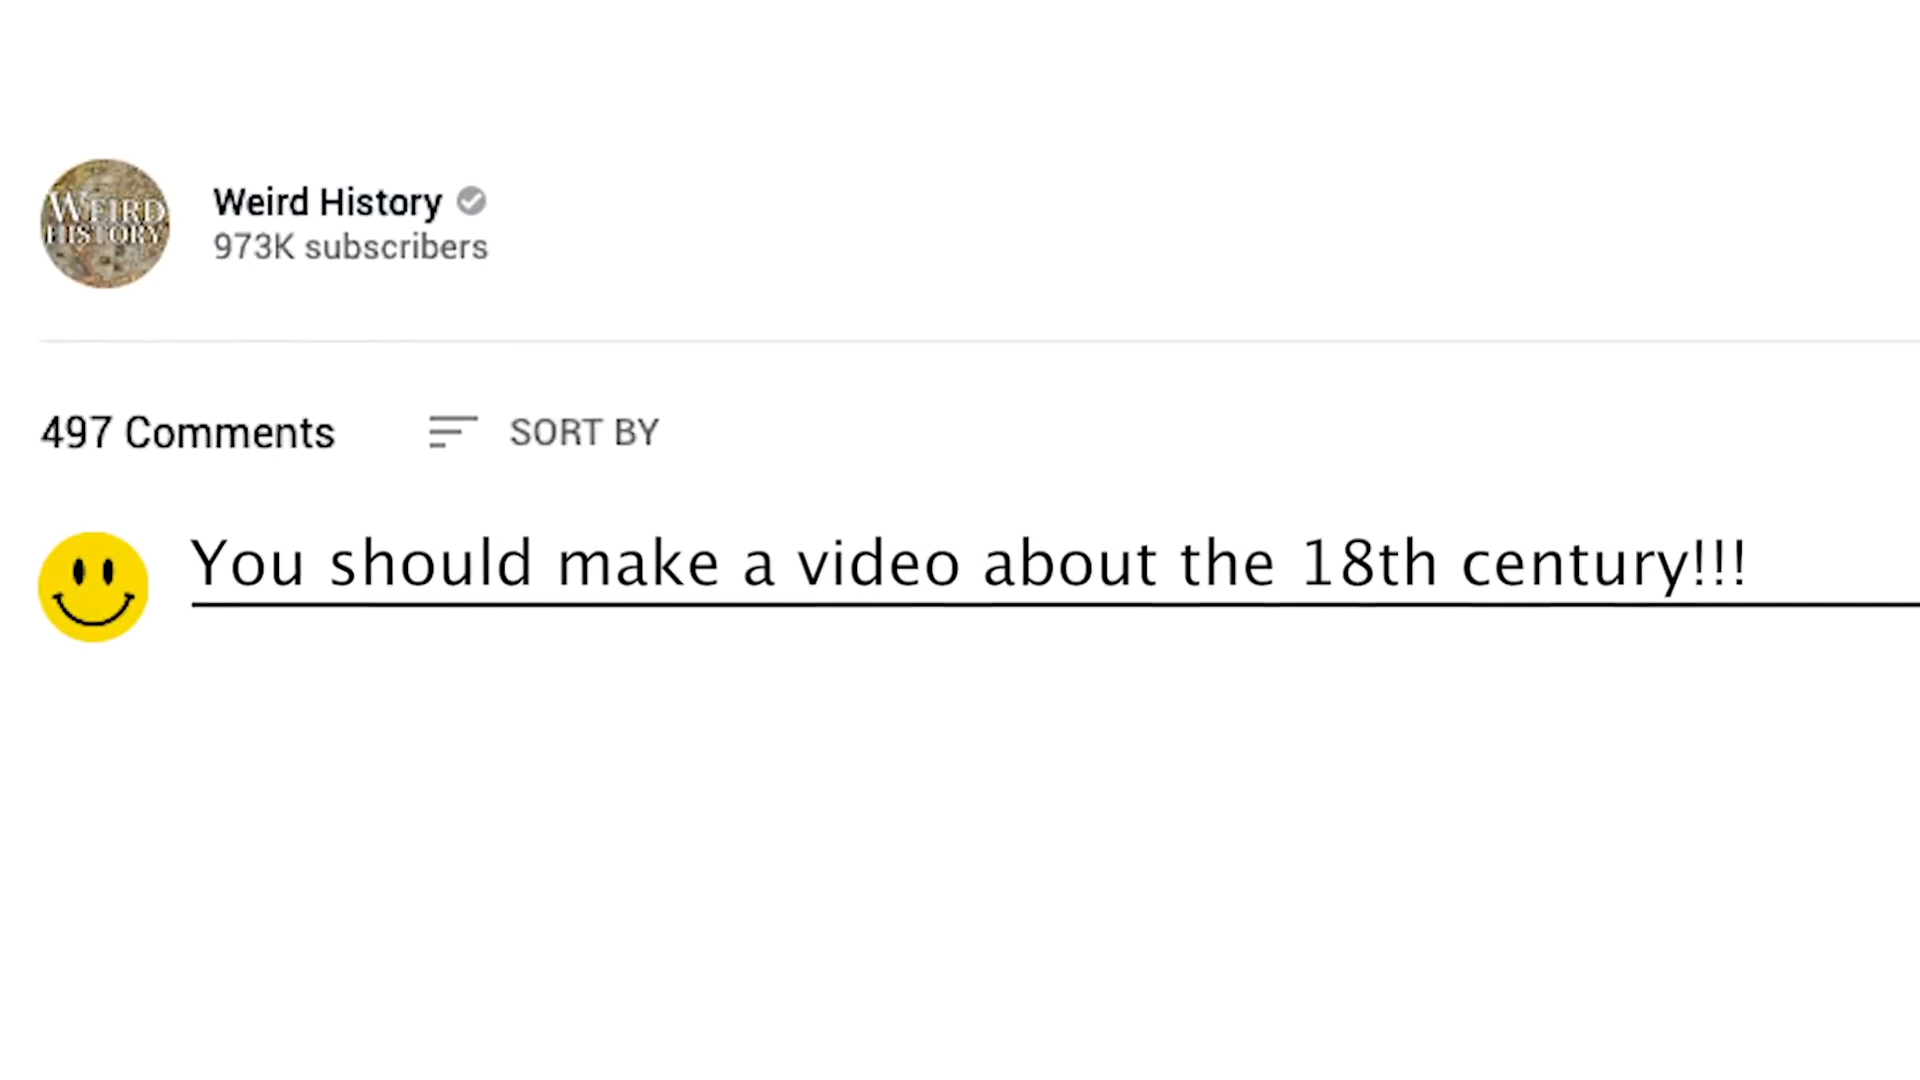 WEIRD
HISTORY
Weird History
973K subscribers
497 Comments
SORT BY
You should make a video about the 18th century!!!